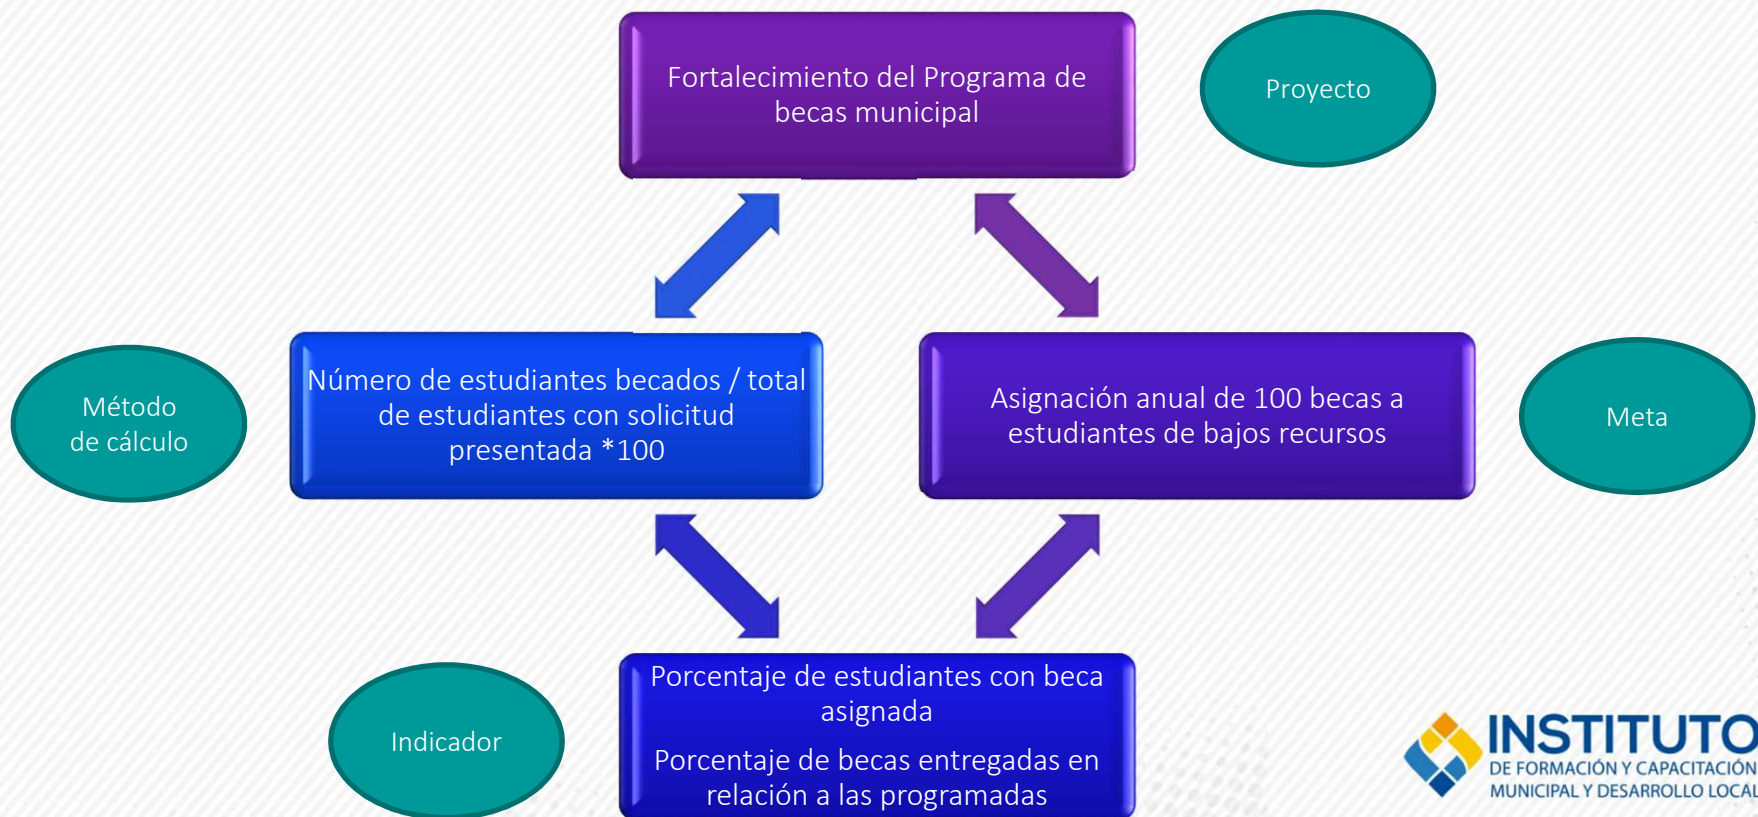 Fortalecimiento del Programa de
becas municipal
Proyecto
Método
de cálculo
Número de estudiantes becados / total
de estudiantes con solicitud
presentada *100
Asignación anual de 100 becas a
estudiantes de bajos recursos
Meta
Indicador
Porcentaje de estudiantes con beca
asignada
Porcentaje de becas entregadas en
relación a las programadas
INSTITUTO
DE FORMACIÓN Y CAPACITACIÓN
MUNICIPAL Y DESARROLLO LOCAL